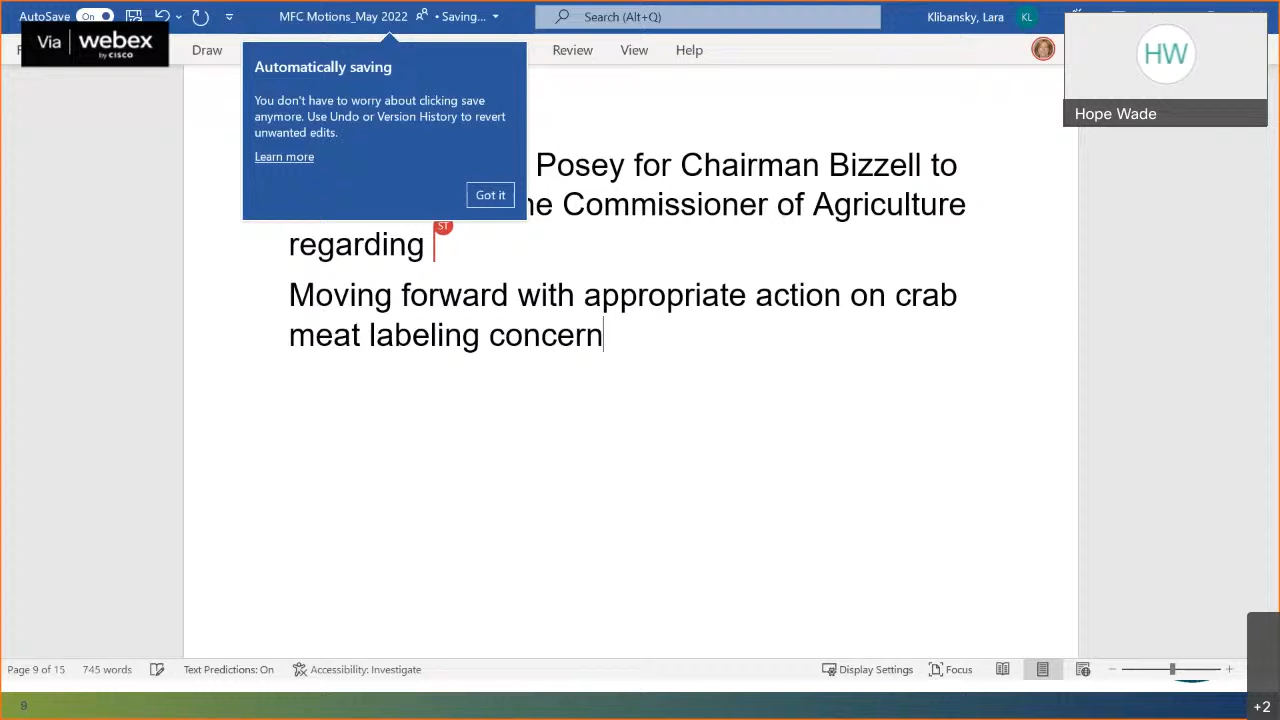 AutoSave On MFC Motions_May 2022 • Saving... Search (Alt+Q) Klibansky, Lara KL
Via webex
by CISCO
Draw Review View Help
HW
Hope Wade
Automatically saving
You don't have to worry about clicking save
anymore. Use Undo or Version History to revert
unwanted edits.
Learn more
Got it
Posey for Chairman Bizzell to
Commissioner of Agriculture
ST
regarding
Moving forward with appropriate action on crab
meat labeling concern
Page 9 of 15 745 words Text Predictions: On Accessibility: Investigate Display Settings Focus
9
+2